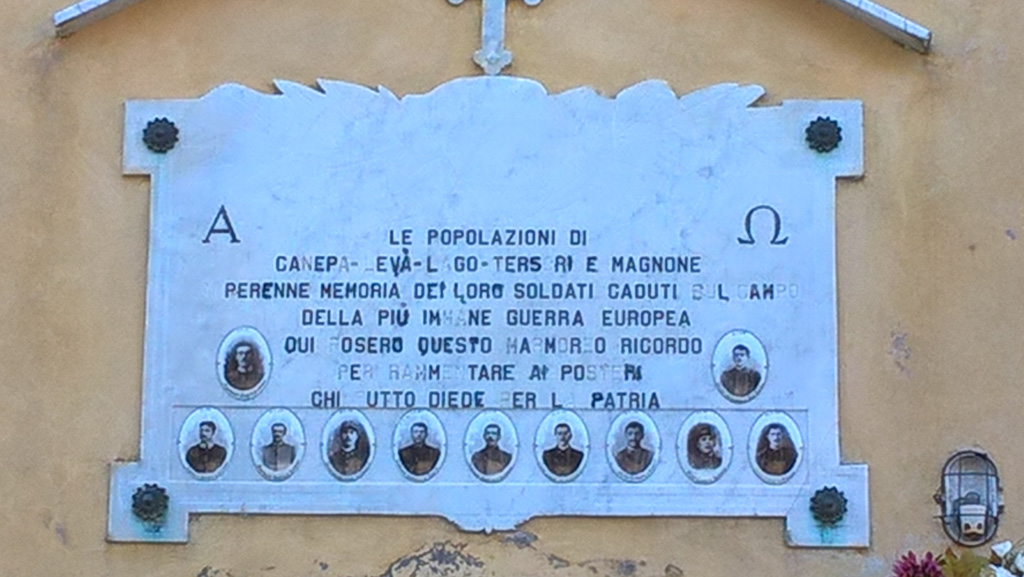 Α Ω
LE POPOLAZIONI DI
CANEPA-LEVÀ-LAGO-TERSORI E MAGNONE
PERENNE MEMORIA DEI LORO SOLDATI CADUTI SUL CAMPO
DELLA PIÙ IMMANE GUERRA EUROPEA
QUI POSERO QUESTO MARMOREO RICORDO
PER RAMMENTARE AI POSTERI
CHI TUTTO DIEDE PER LA PATRIA